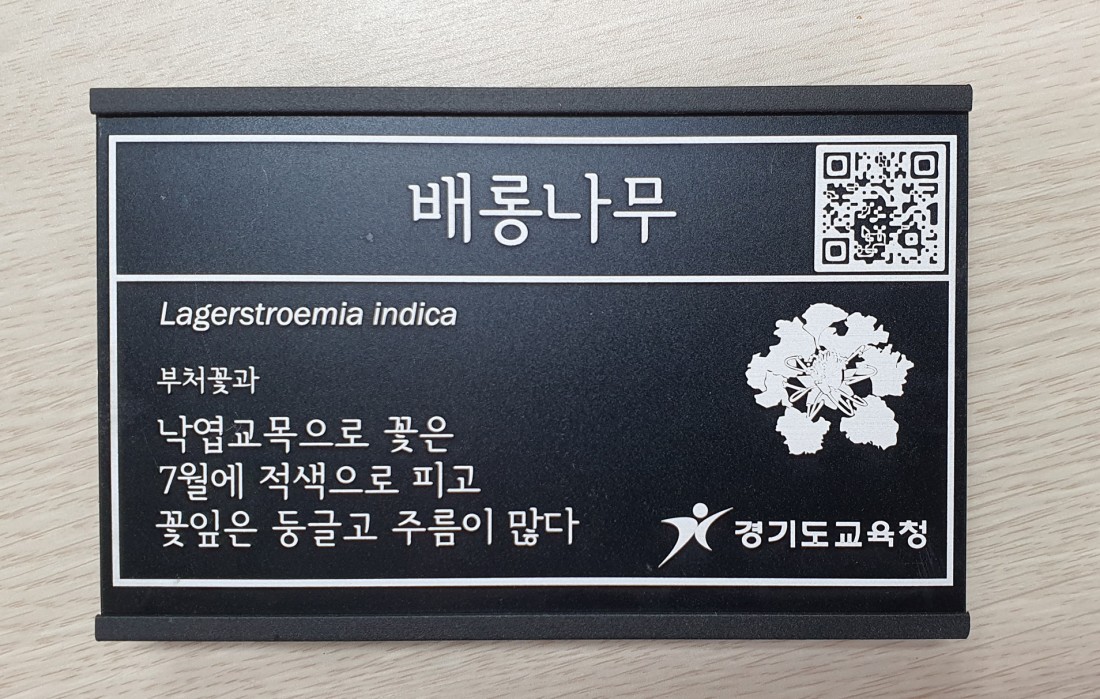 배롱나무
Lagerstroemia indica
부처꽃과
낙엽교목으로 꽃은
7월에 적색으로 피고
꽃잎은 둥글고 주름이 많다
경기도교육청